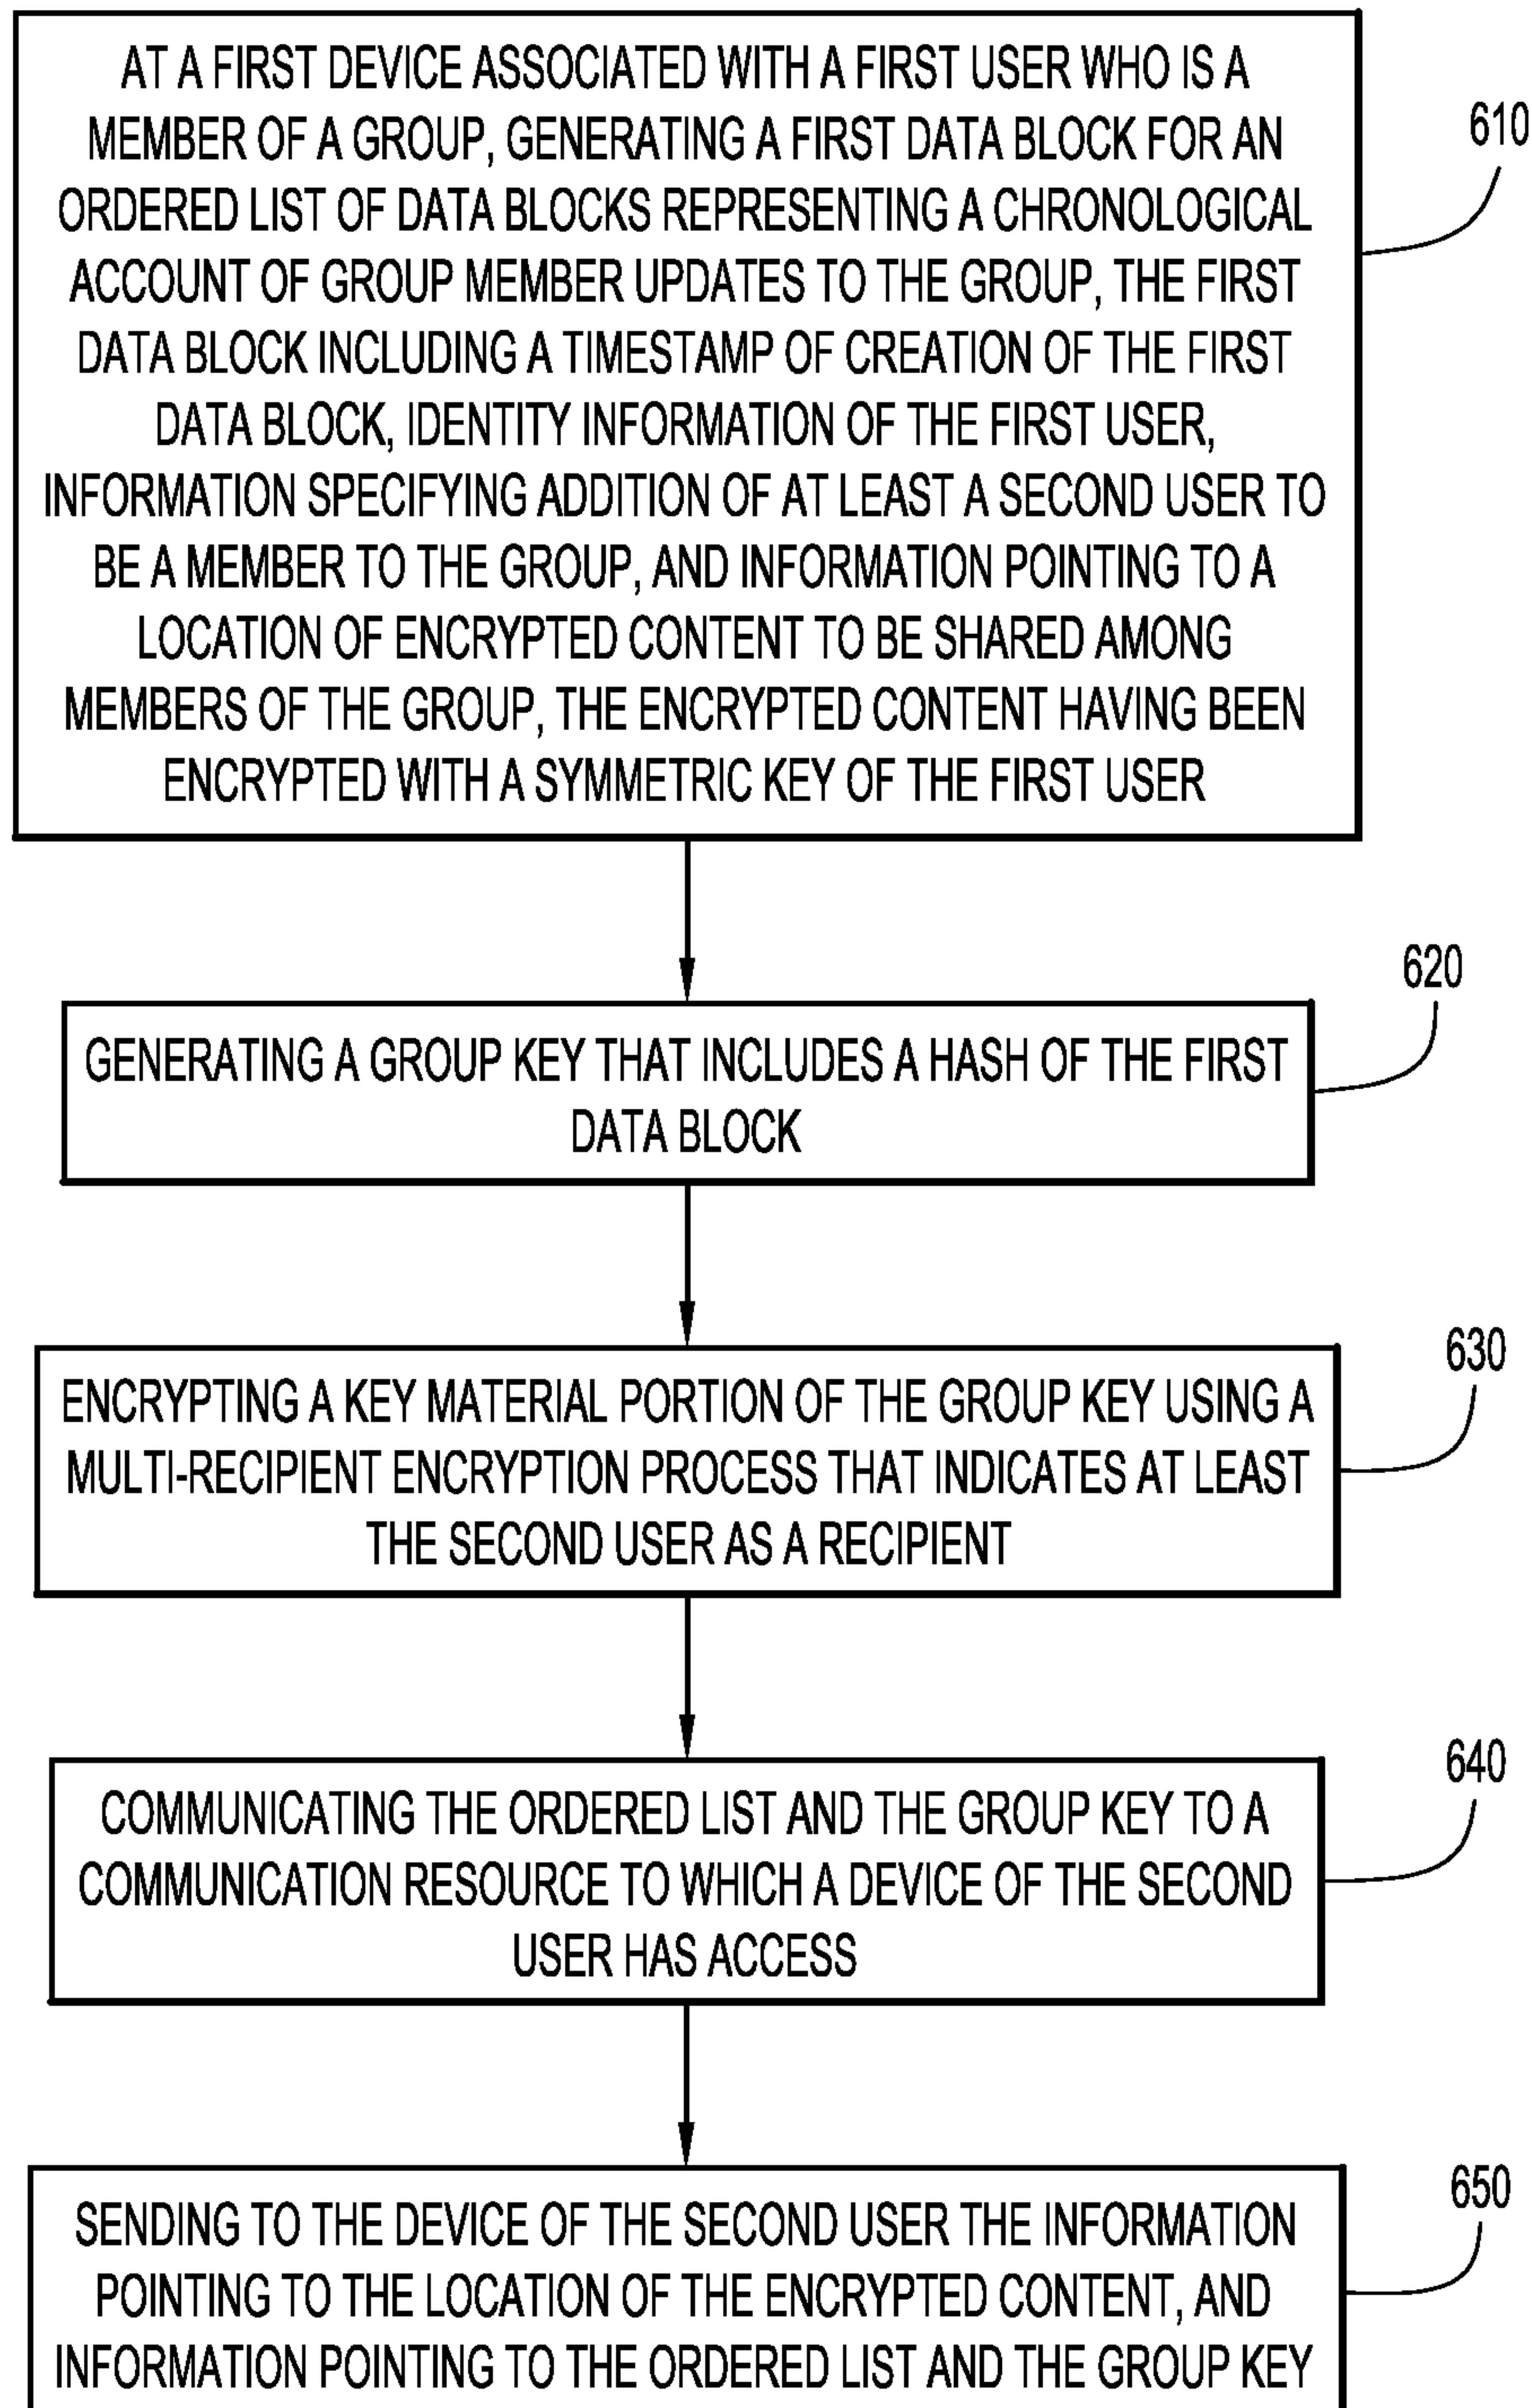 AT A FIRST DEVICE ASSOCIATED WITH A FIRST USER WHO IS A
MEMBER OF A GROUP, GENERATING A FIRST DATA BLOCK FOR AN
ORDERED LIST OF DATA BLOCKS REPRESENTING A CHRONOLOGICAL
ACCOUNT OF GROUP MEMBER UPDATES TO THE GROUP, THE FIRST
DATA BLOCK INCLUDING A TIMESTAMP OF CREATION OF THE FIRST
DATA BLOCK, IDENTITY INFORMATION OF THE FIRST USER,
INFORMATION SPECIFYING ADDITION OF AT LEAST A SECOND USER TO
BE A MEMBER TO THE GROUP, AND INFORMATION POINTING TO A
LOCATION OF ENCRYPTED CONTENT TO BE SHARED AMONG
MEMBERS OF THE GROUP, THE ENCRYPTED CONTENT HAVING BEEN
ENCRYPTED WITH A SYMMETRIC KEY OF THE FIRST USER
610
GENERATING A GROUP KEY THAT INCLUDES A HASH OF THE FIRST
DATA BLOCK
620
ENCRYPTING A KEY MATERIAL PORTION OF THE GROUP KEY USING A
MULTI-RECIPIENT ENCRYPTION PROCESS THAT INDICATES AT LEAST
THE SECOND USER AS A RECIPIENT
630
COMMUNICATING THE ORDERED LIST AND THE GROUP KEY TO A
COMMUNICATION RESOURCE TO WHICH A DEVICE OF THE SECOND
USER HAS ACCESS
640
SENDING TO THE DEVICE OF THE SECOND USER THE INFORMATION
POINTING TO THE LOCATION OF THE ENCRYPTED CONTENT, AND
INFORMATION POINTING TO THE ORDERED LIST AND THE GROUP KEY
650